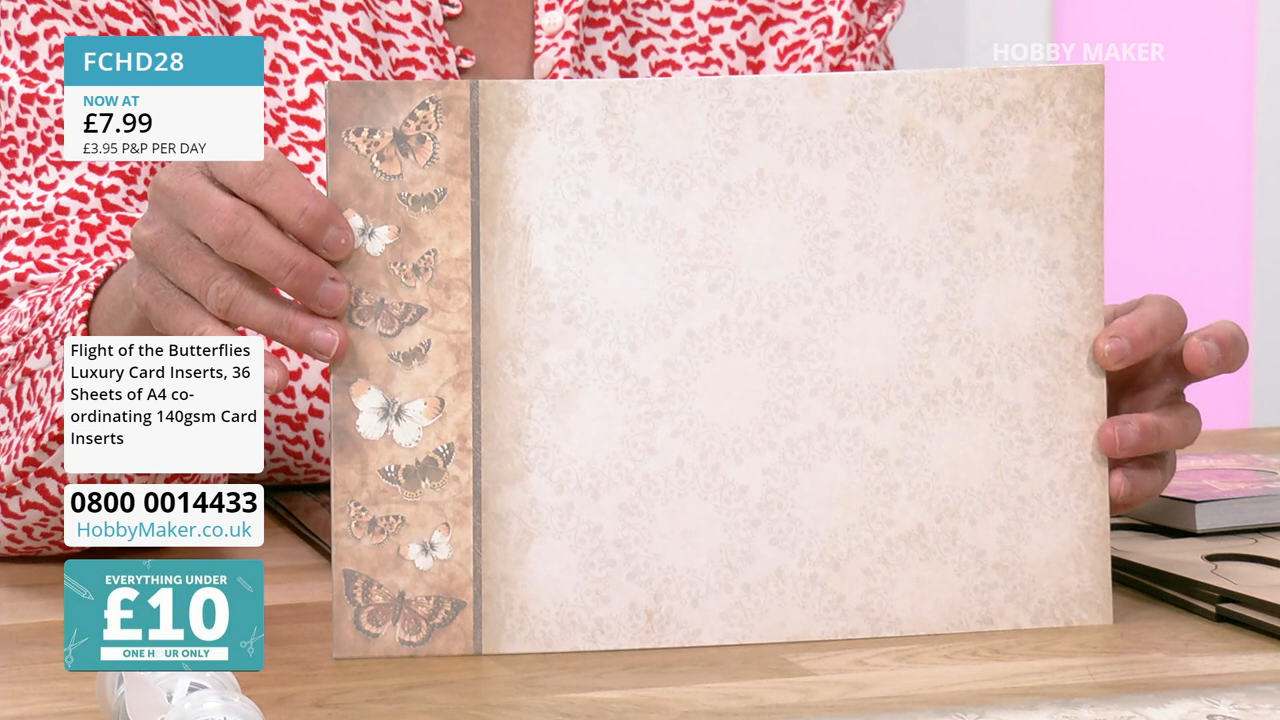 HOBBY MAKER
FCHD28
NOW AT
£7.99
£3.95 P&P PER DAY
Flight of the Butterflies
Luxury Card Inserts, 36
Sheets of A4 co-
ordinating 140gsm Card
Inserts
0800 0014433
HobbyMaker.co.uk
EVERYTHING UNDER
£10
ONE HOUR ONLY